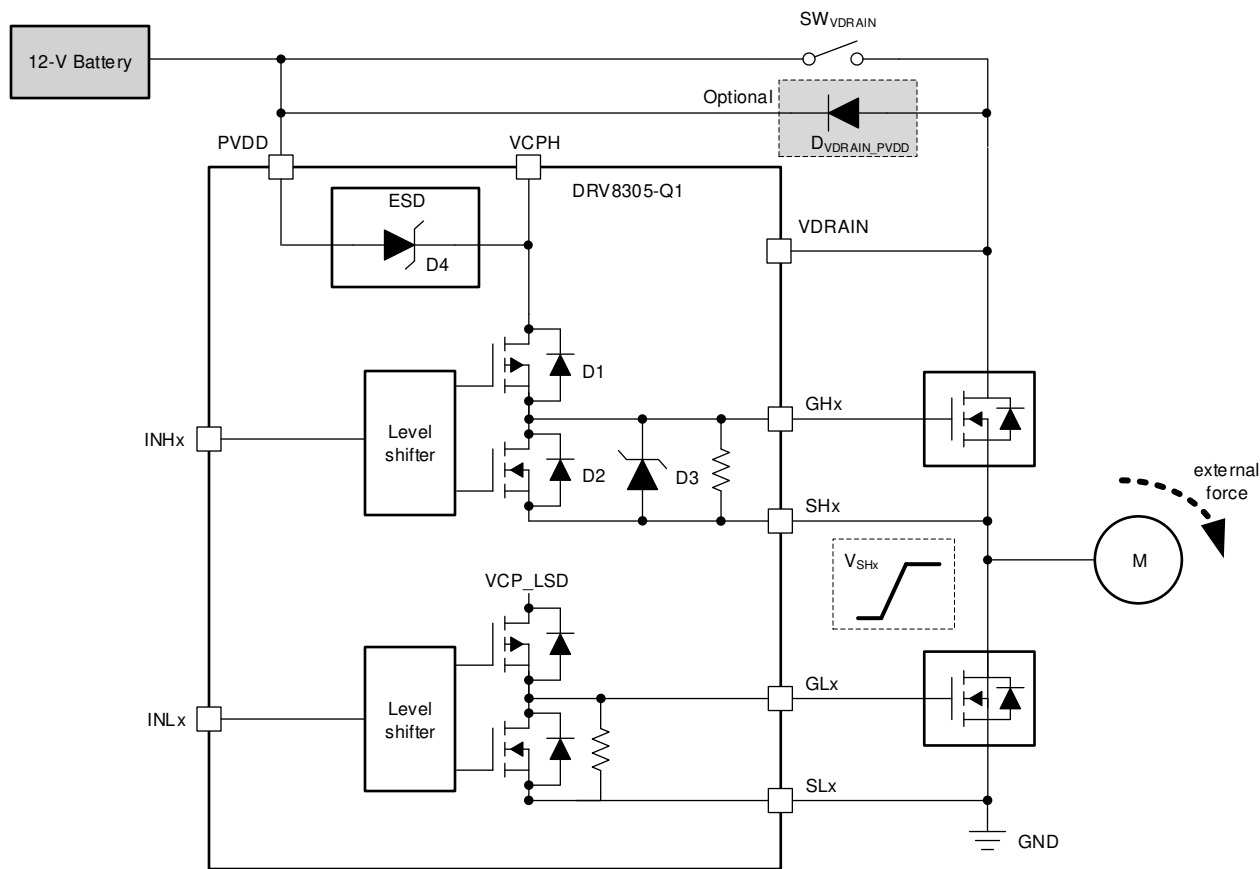 SWVDRAIN
12-V Battery
Optional
DVDRAIN_PVDD
PVDD
VCPH
DRV8305-Q1
ESD
D4
VDRAIN
D1
GHx
INHx
Level
shifter
D2
D3
external
force
SHx
M
VSHx
VCP_LSD
GLx
INLx
Level
shifter
SLx
GND